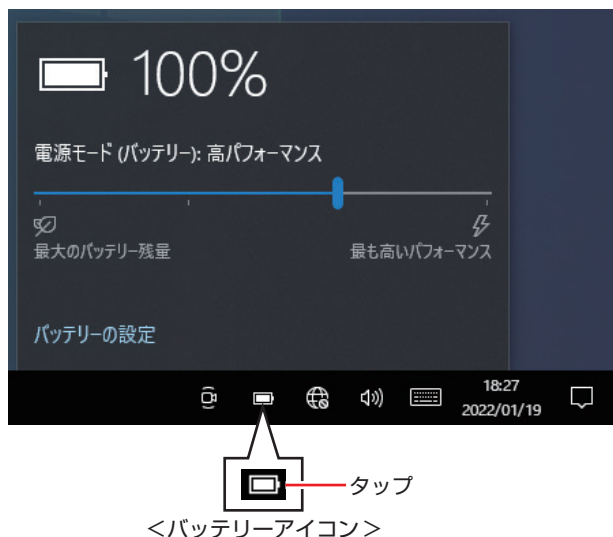 100%
電源モード (バッテリー): 高パフォーマンス
最大のバッテリー残量
最も高いパフォーマンス
バッテリーの設定
18:27
2022/01/19
タップ
＜バッテリーアイコン＞